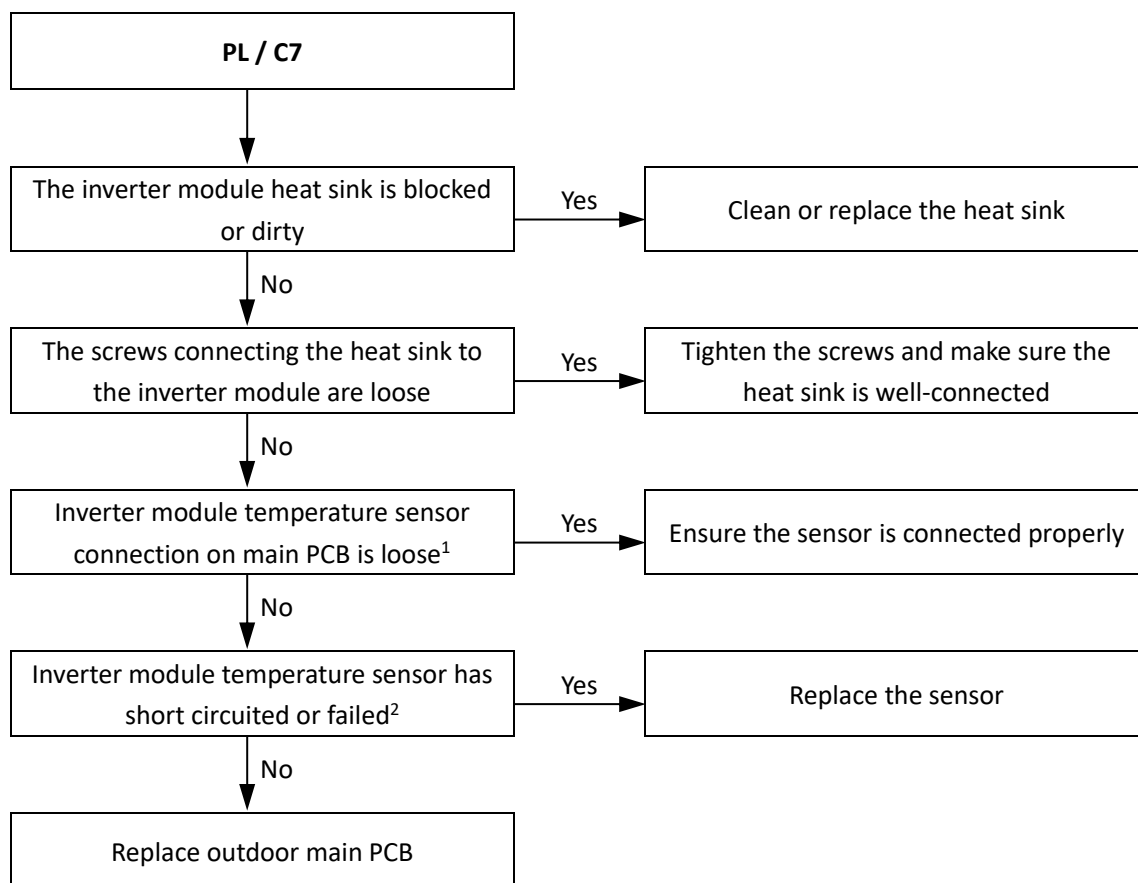 PL / C7
The inverter module heat sink is blocked
or dirty
Yes
Clean or replace the heat sink
No
The screws connecting the heat sink to
the inverter module are loose
Yes
Tighten the screws and make sure the
heat sink is well-connected
No
Inverter module temperature sensor
connection on main PCB is loose¹
Yes
Ensure the sensor is connected properly
No
Inverter module temperature sensor has
short circuited or failed²
Yes
Replace the sensor
No
Replace outdoor main PCB